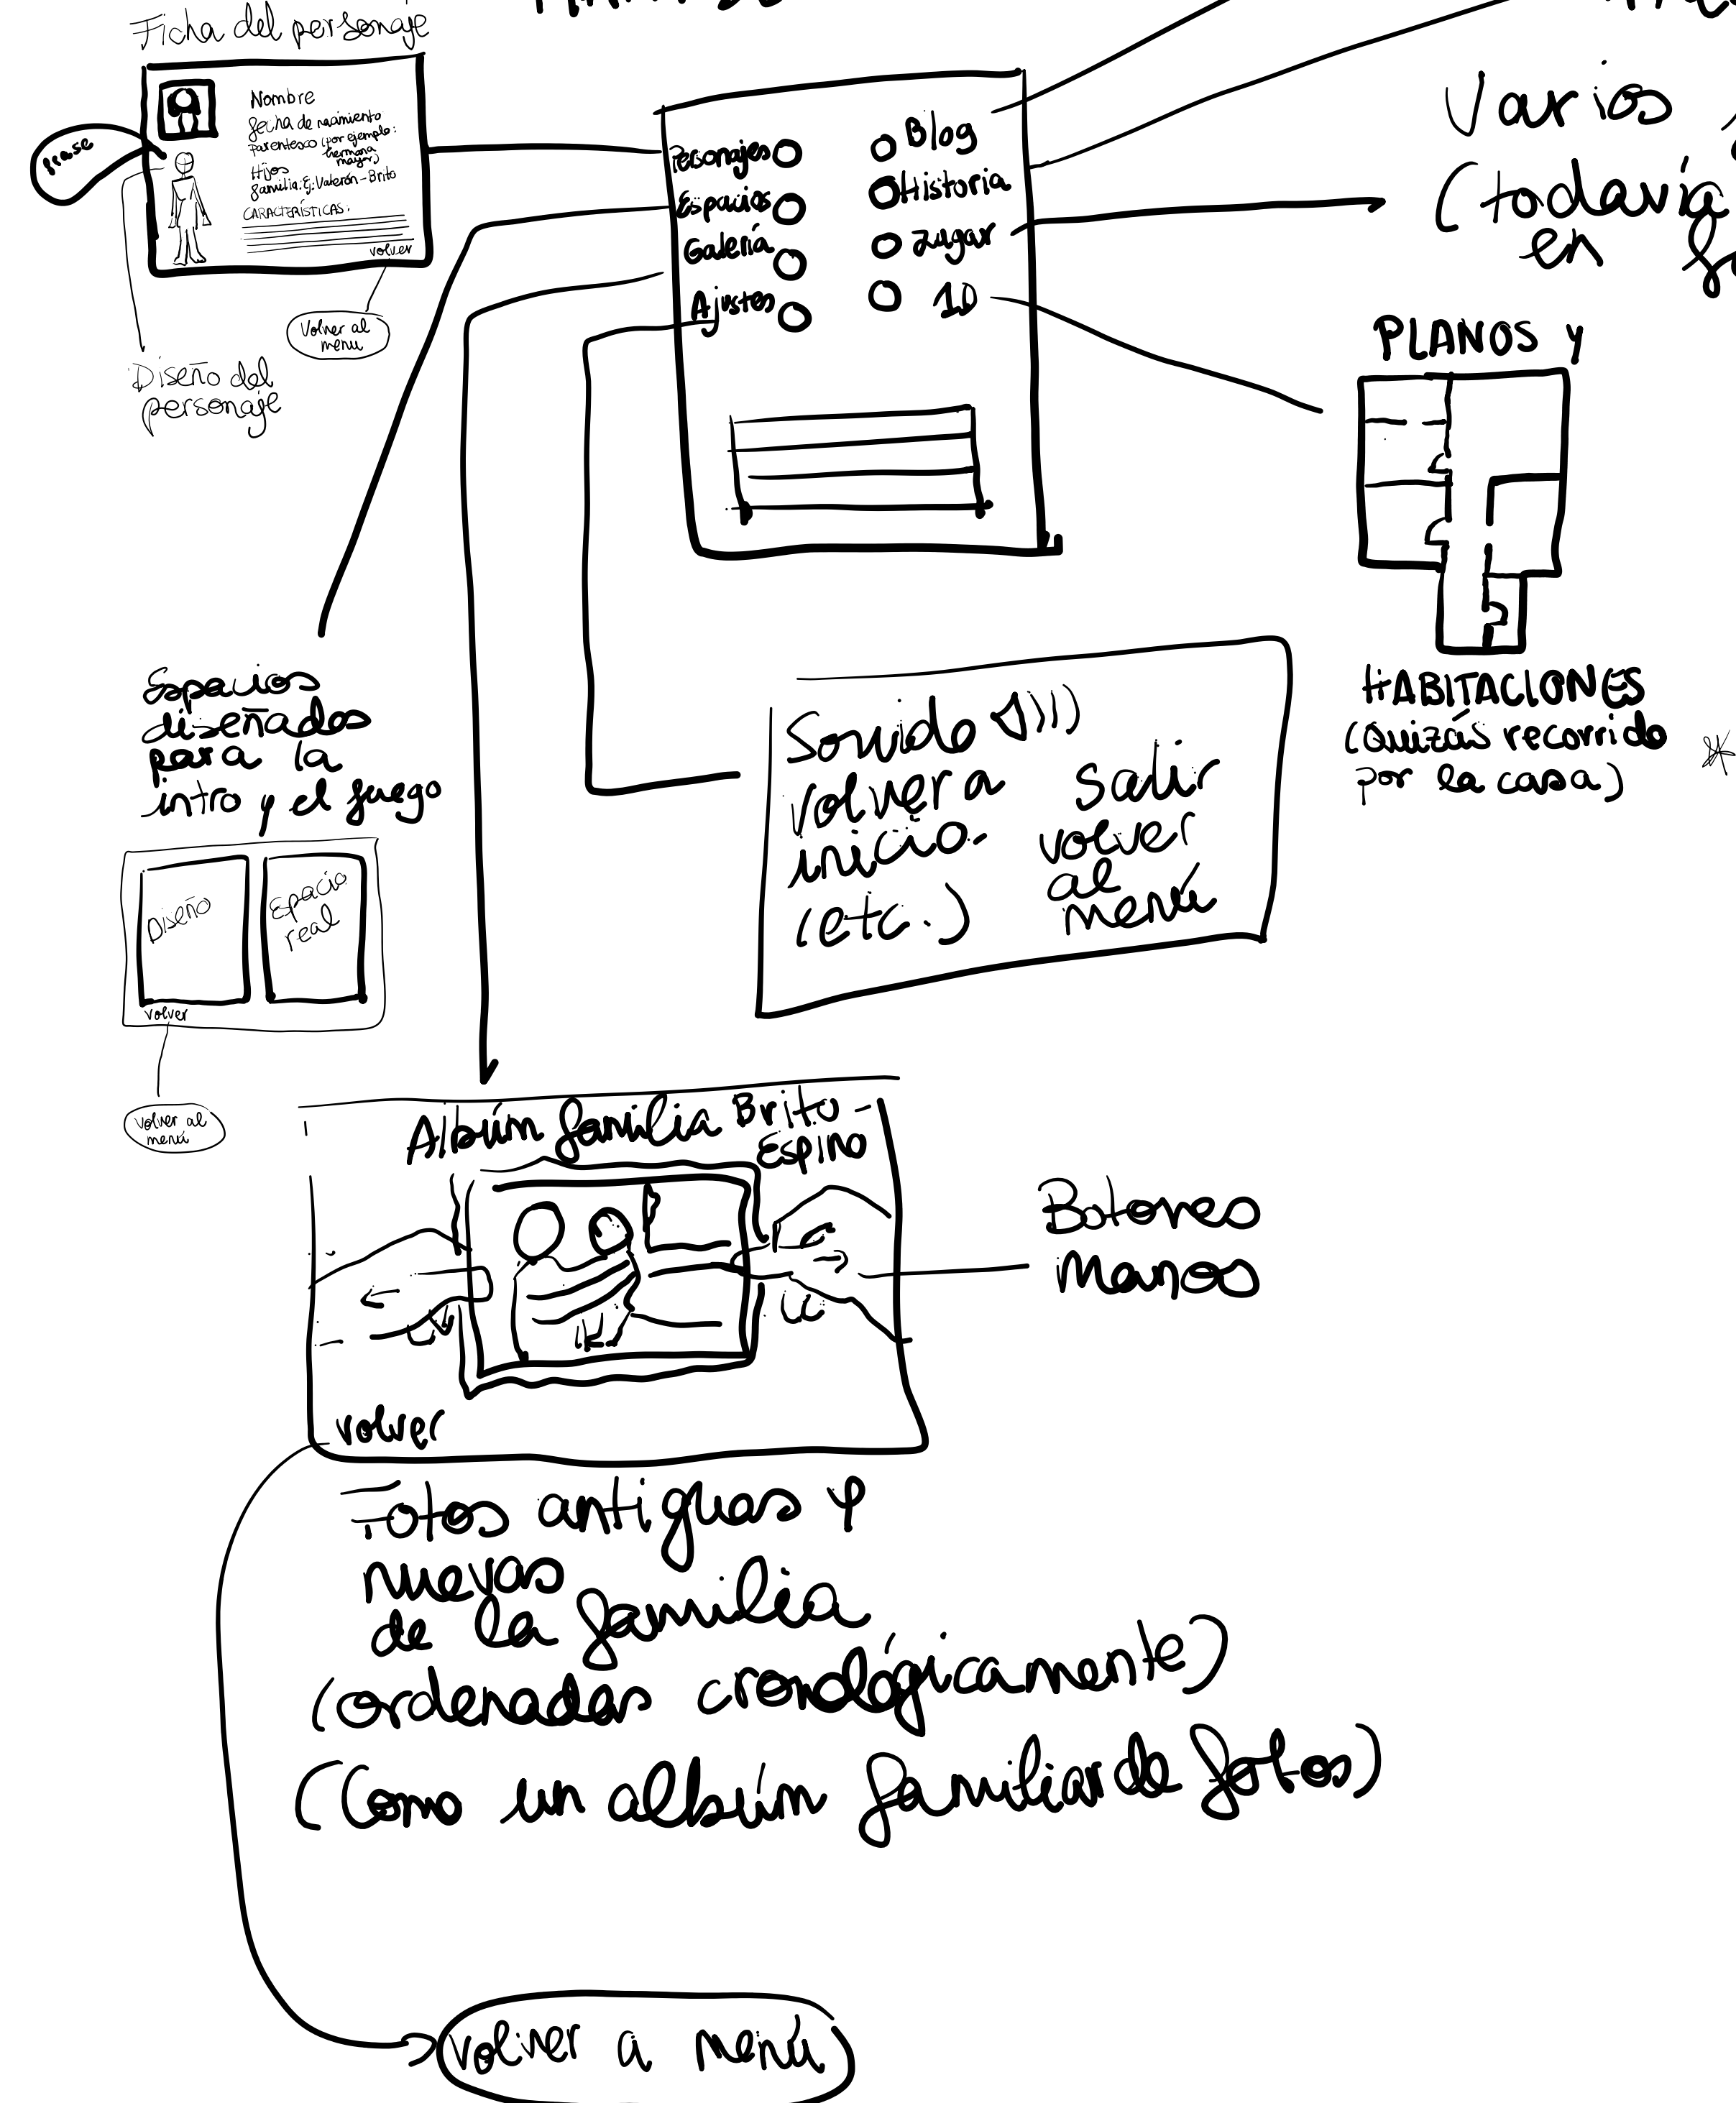 Ficha del personaje
frase
Nombre
fecha de nacimiento
parentesco (por ejemplo:
hermana
mayor)
Hijos
familia. Ej: Valerón-Brito
CARACTERÍSTICAS:
volver
Volver al
menu
Diseño del
personaje
Personajes
Espacios
Galería
Ajustes
Blog
Historia
Jugar
10
Varios
(todavía
en
PLANOS Y
HABITACIONES
(Quizás recorrido
por la casa)
Espacios
diseñados
para la
intro y el juego
Diseño
Espacio
real
volver
Volver al
menú
Sonido
Volver a
inicio.
(etc.)
Salir
volver
al
menú
Albúm familia Brito-
Espino
Botones
Manos
volver
Fotos antiguas y
nuevas
de la familia
(ordenadas cronológicamente)
(Como un albúm familiar de fotos)
Volver a menú